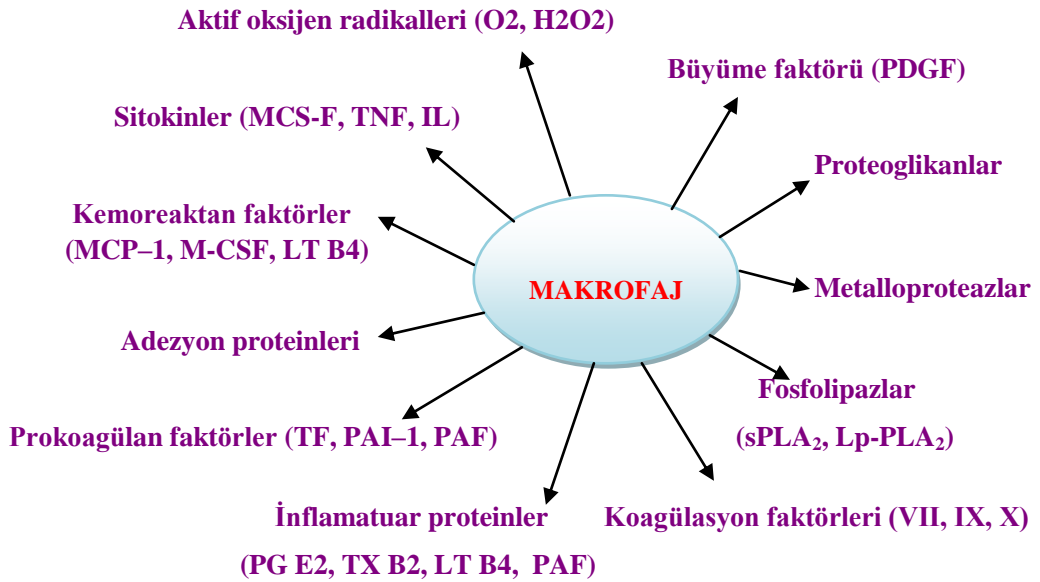 Aktif oksijen radikalleri (O2, H2O2)
Büyüme faktörü (PDGF)
Sitokinler (MCS-F, TNF, IL)
Proteoglikanlar
Kemoreaktan faktörler
(MCP–1, M-CSF, LT B4)
MAKROFAJ
Metalloproteazlar
Adezyon proteinleri
Fosfolipazlar
(sPLA₂, Lp-PLA₂)
Prokoagülan faktörler (TF, PAI–1, PAF)
İnflamatuar proteinler
(PG E2, TX B2, LT B4, PAF)
Koagülasyon faktörleri (VII, IX, X)